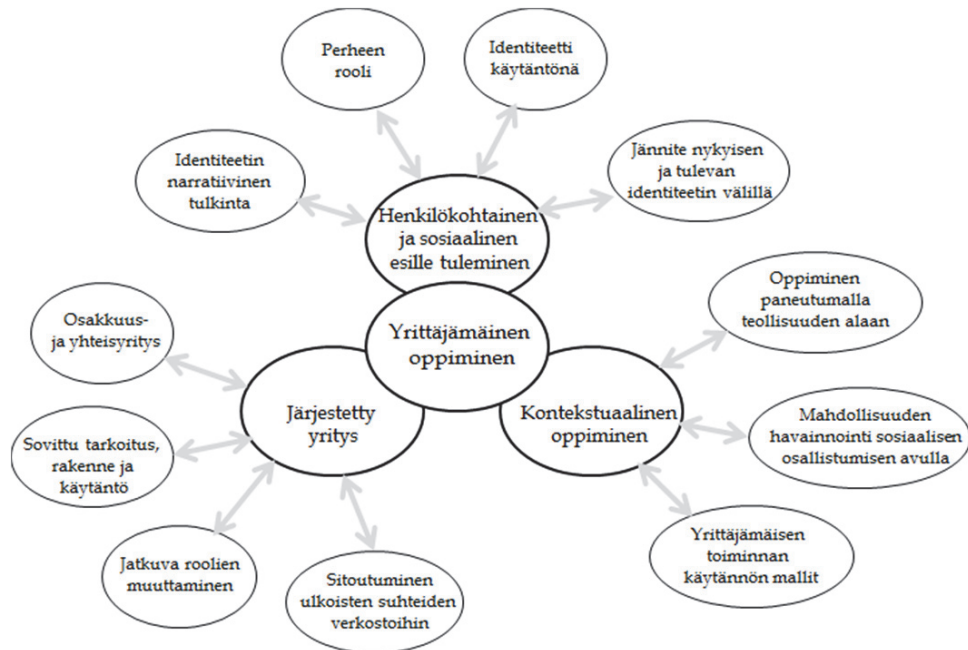 Perheen
rooli
Identiteetti
käytäntönä
Identiteetin
narratiivinen
tulkinta
Jännite nykyisen
ja tulevan
identiteetin välillä
Henkilökohtainen
ja sosiaalinen
esille tuleminen
Oppiminen
paneutumalla
teollisuuden alaan
Osakkuus-
ja yhteisyritys
Yrittäjämäinen
oppiminen
Järjestetty
yritys
Kontekstuaalinen
oppiminen
Mahdollisuuden
havainnointi sosiaalisen
osallistumisen avulla
Sovittu tarkoitus,
rakenne ja
käytäntö
Yrittäjämäisen
toiminnan
käytännön mallit
Jatkuva roolien
muuttaminen
Sitoutuminen
ulkoisten suhteiden
verkostoihin